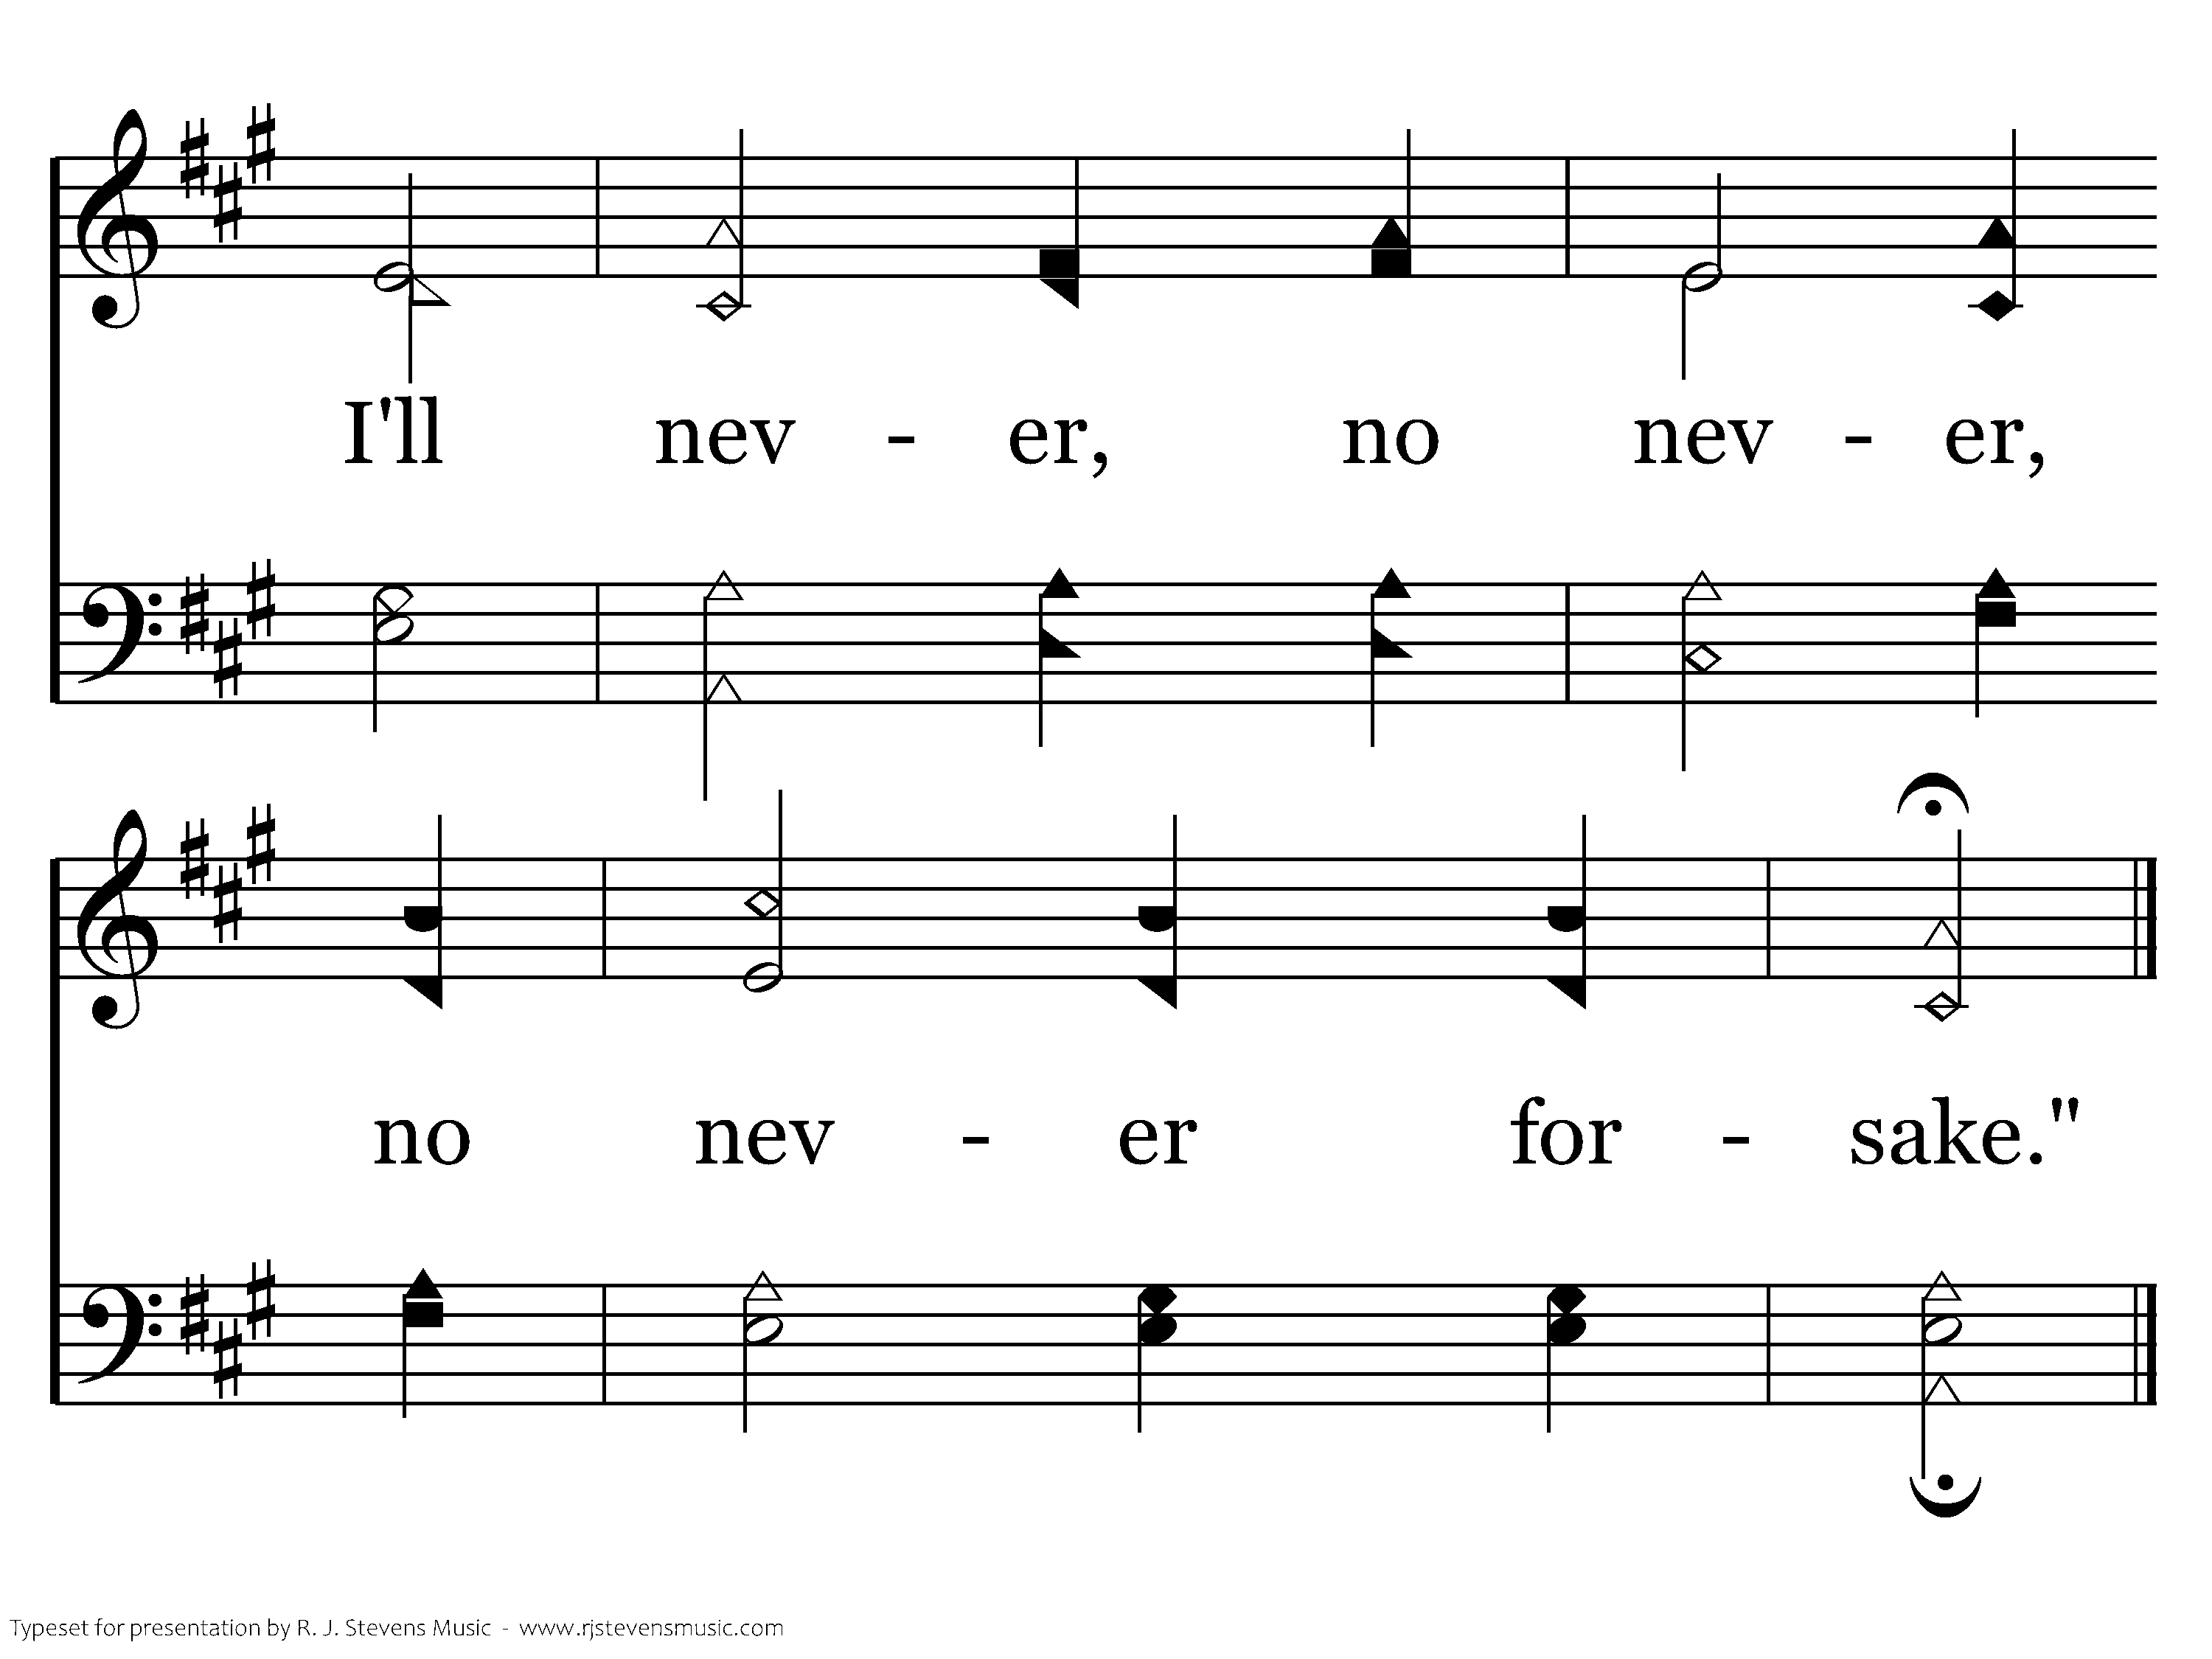 I'll nev - er, no nev - er,
no nev - er for - sake."
Typeset for presentation by R. J. Stevens Music - www.rjstevensmusic.com